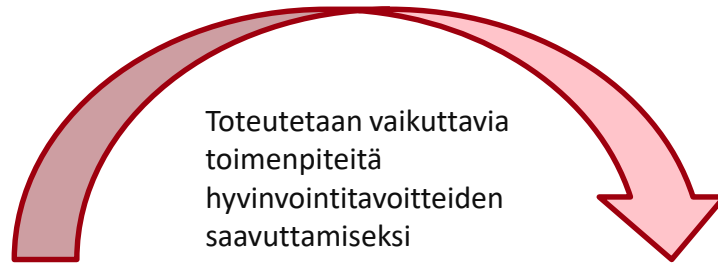 Toteutetaan vaikuttavia
toimenpiteitä
hyvinvointitavoitteiden
saavuttamiseksi